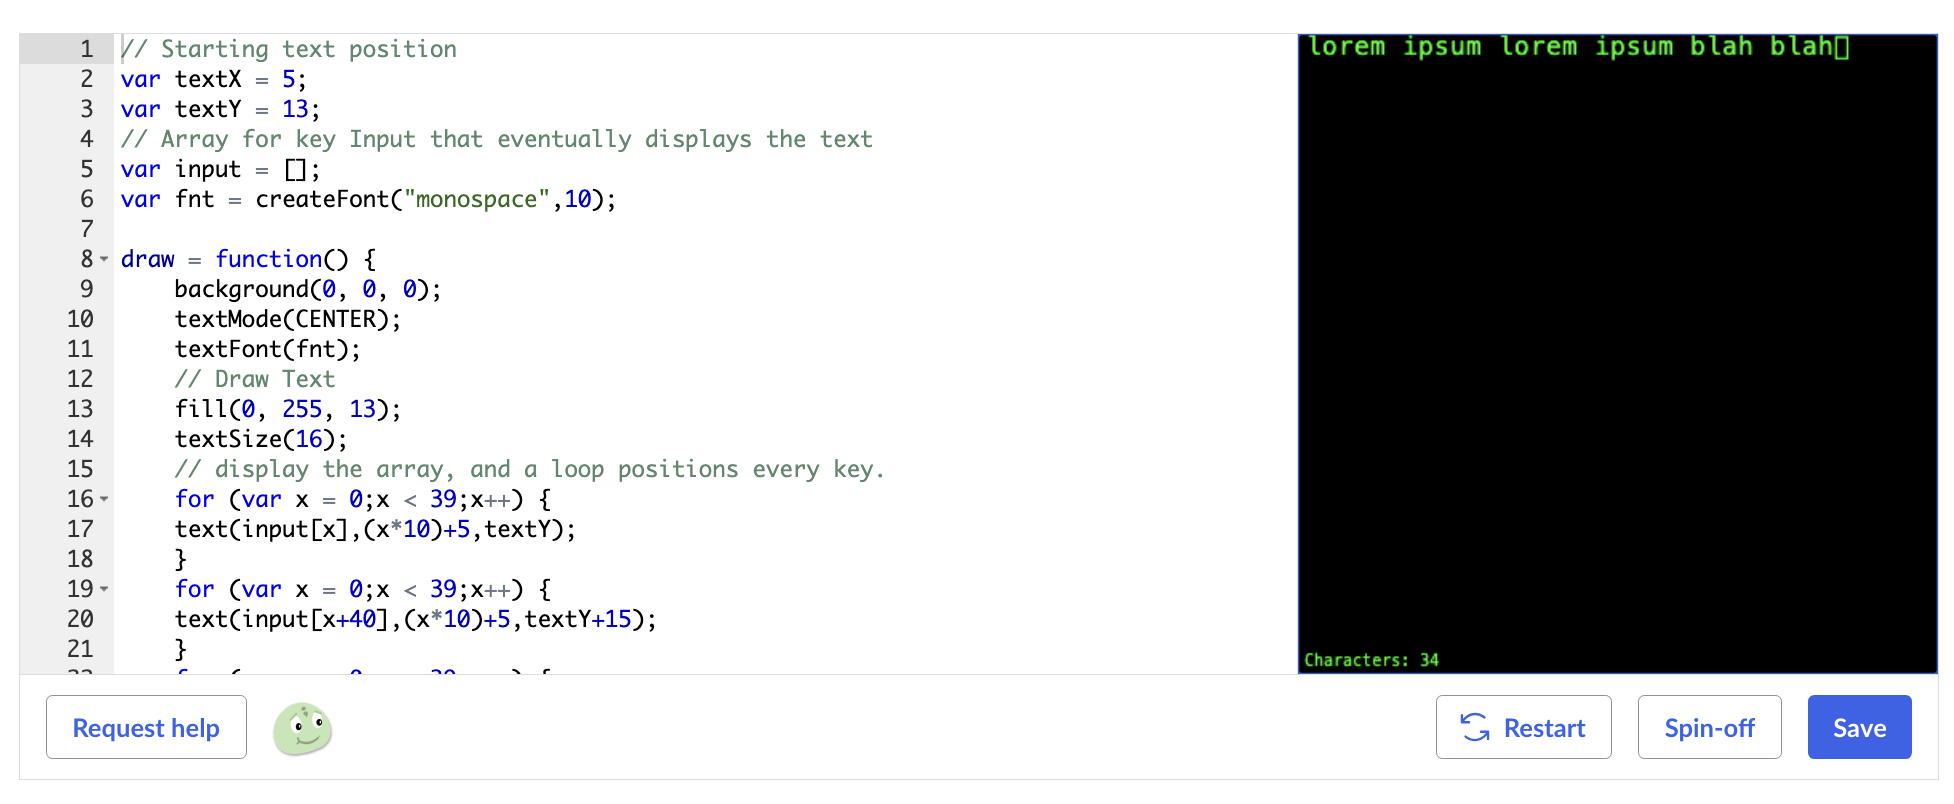 1 // Starting text position
2 var textX = 5;
3 var textY = 13;
4 // Array for key Input that eventually displays the text
5 var input = [];
6 var fnt = createFont("monospace",10);
7
8 draw = function() {
9     background(0, 0, 0);
10     textMode(CENTER);
11     textFont(fnt);
12     // Draw Text
13     fill(0, 255, 13);
14     textSize(16);
15     // display the array, and a loop positions every key.
16     for (var x = 0;x < 39;x++) {
17     text(input[x],(x*10)+5,textY);
18     }
19     for (var x = 0;x < 39;x++) {
20     text(input[x+40],(x*10)+5,textY+15);
21     }
lorem ipsum lorem ipsum blah blah
Characters: 34
Request help
Restart
Spin-off
Save